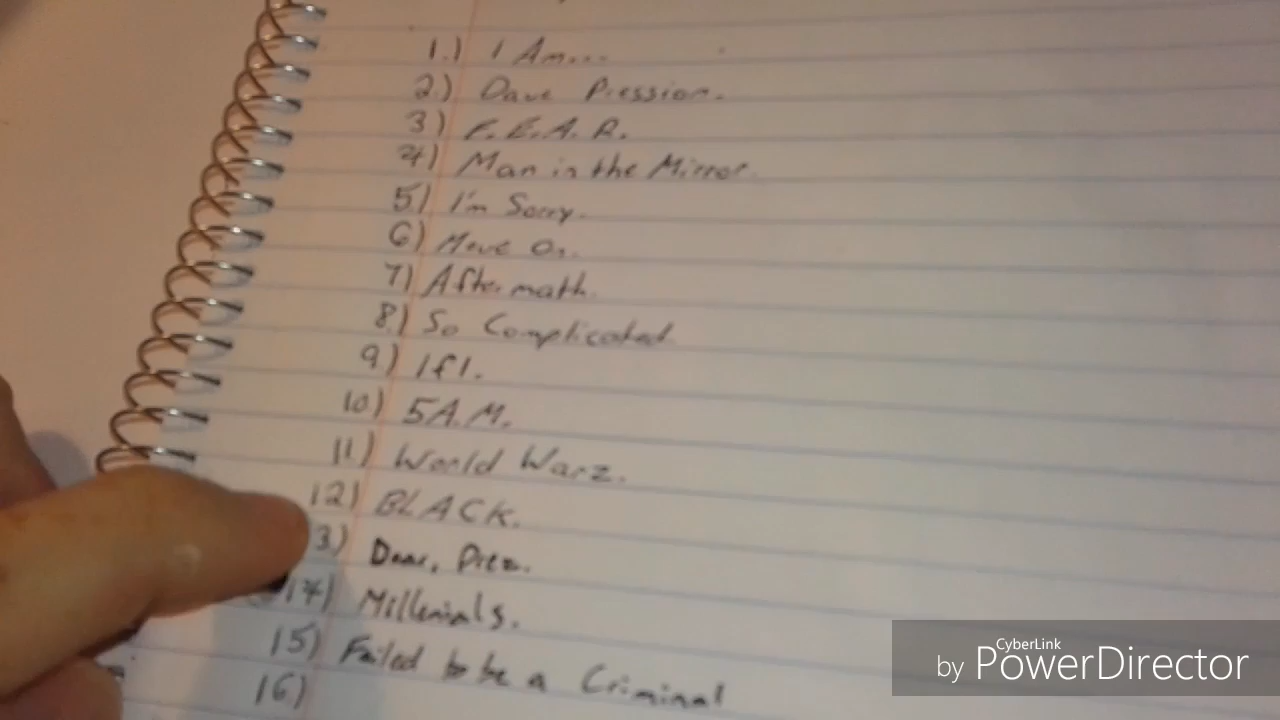 1.) I Am...
2.) Dave Pression.
3) F.E.A.R.
4) Man in the Mirror.
5) I'm Sorry.
6) Move On.
7) Aftermath.
8.) So Complicated.
9) If I.
10) 5A.M.
11) World Warz.
12) BLACK.
3.) Dear, Prez.
14) Millenials.
15) Failed to be a Criminal
16)
CyberLink
by PowerDirector